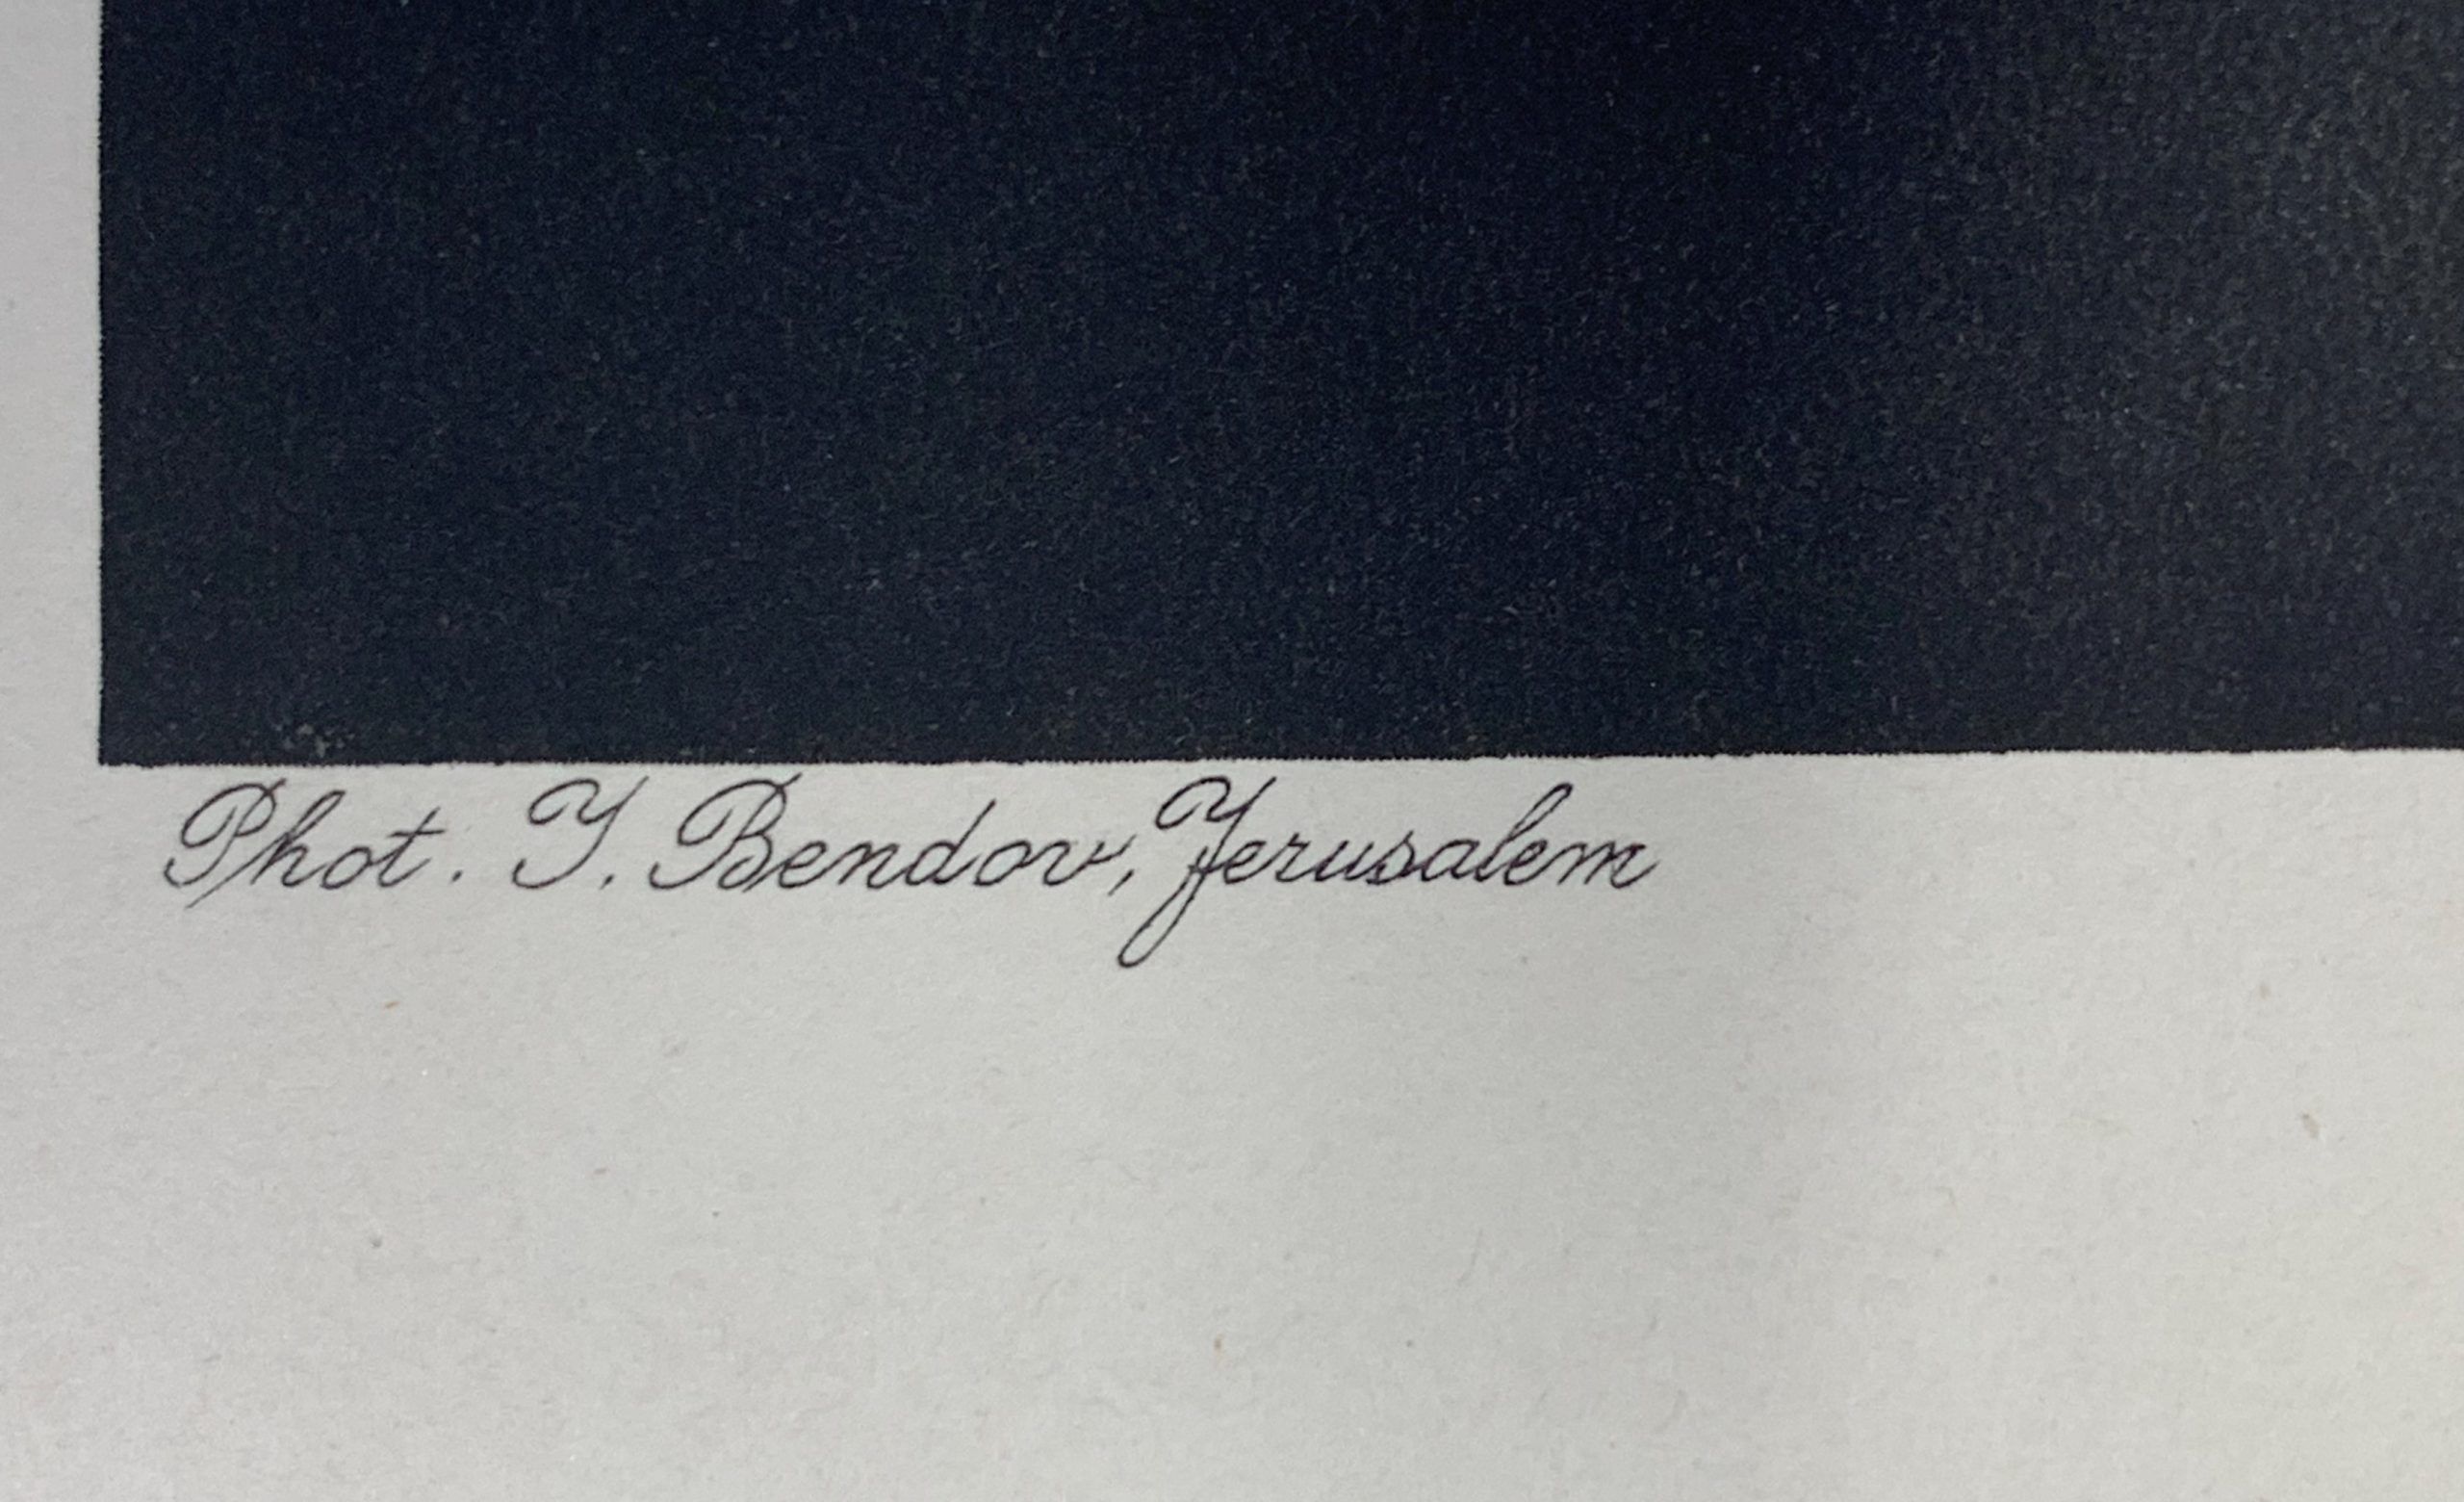 Phot. I. Bendov, Jerusalem